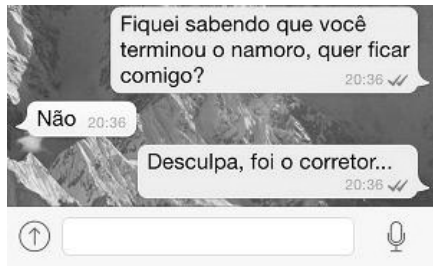 Fiquei sabendo que você
terminou o namoro, quer ficar
comigo?
20:36
Não 20:36
Desculpa, foi o corretor...
20:36